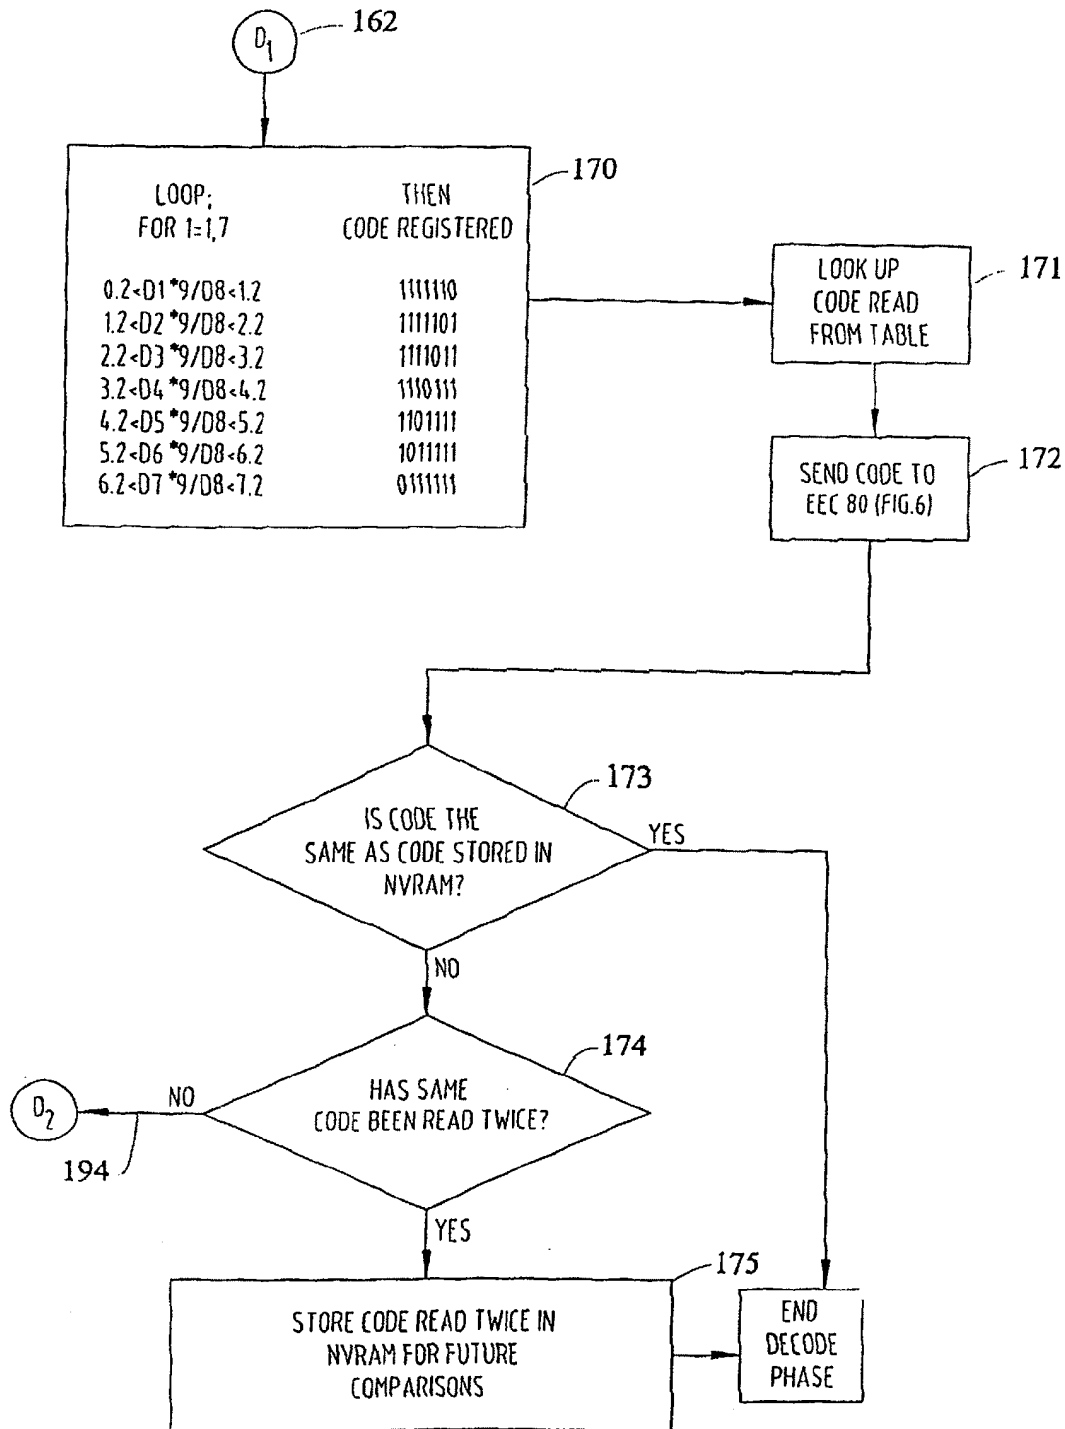 D1
162
170
LOOP; THEN
FOR 1=1,7 CODE REGISTERED
0.2<D1*9/D8<1.2 1111110
1.2<D2*9/D8<2.2 1111101
2.2<D3*9/D8<3.2 1111011
3.2<D4*9/D8<4.2 1110111
4.2<D5*9/D8<5.2 1101111
5.2<D6*9/D8<6.2 1011111
6.2<D7*9/D8<7.2 0111111
171
LOOK UP
CODE READ
FROM TABLE
172
SEND CODE TO
EEC 80 (FIG.6)
173
IS CODE THE
SAME AS CODE STORED IN
NVRAM?
YES
NO
174
HAS SAME
CODE BEEN READ TWICE?
NO
D2
194
YES
175
STORE CODE READ TWICE IN
NVRAM FOR FUTURE
COMPARISONS
END
DECODE
PHASE